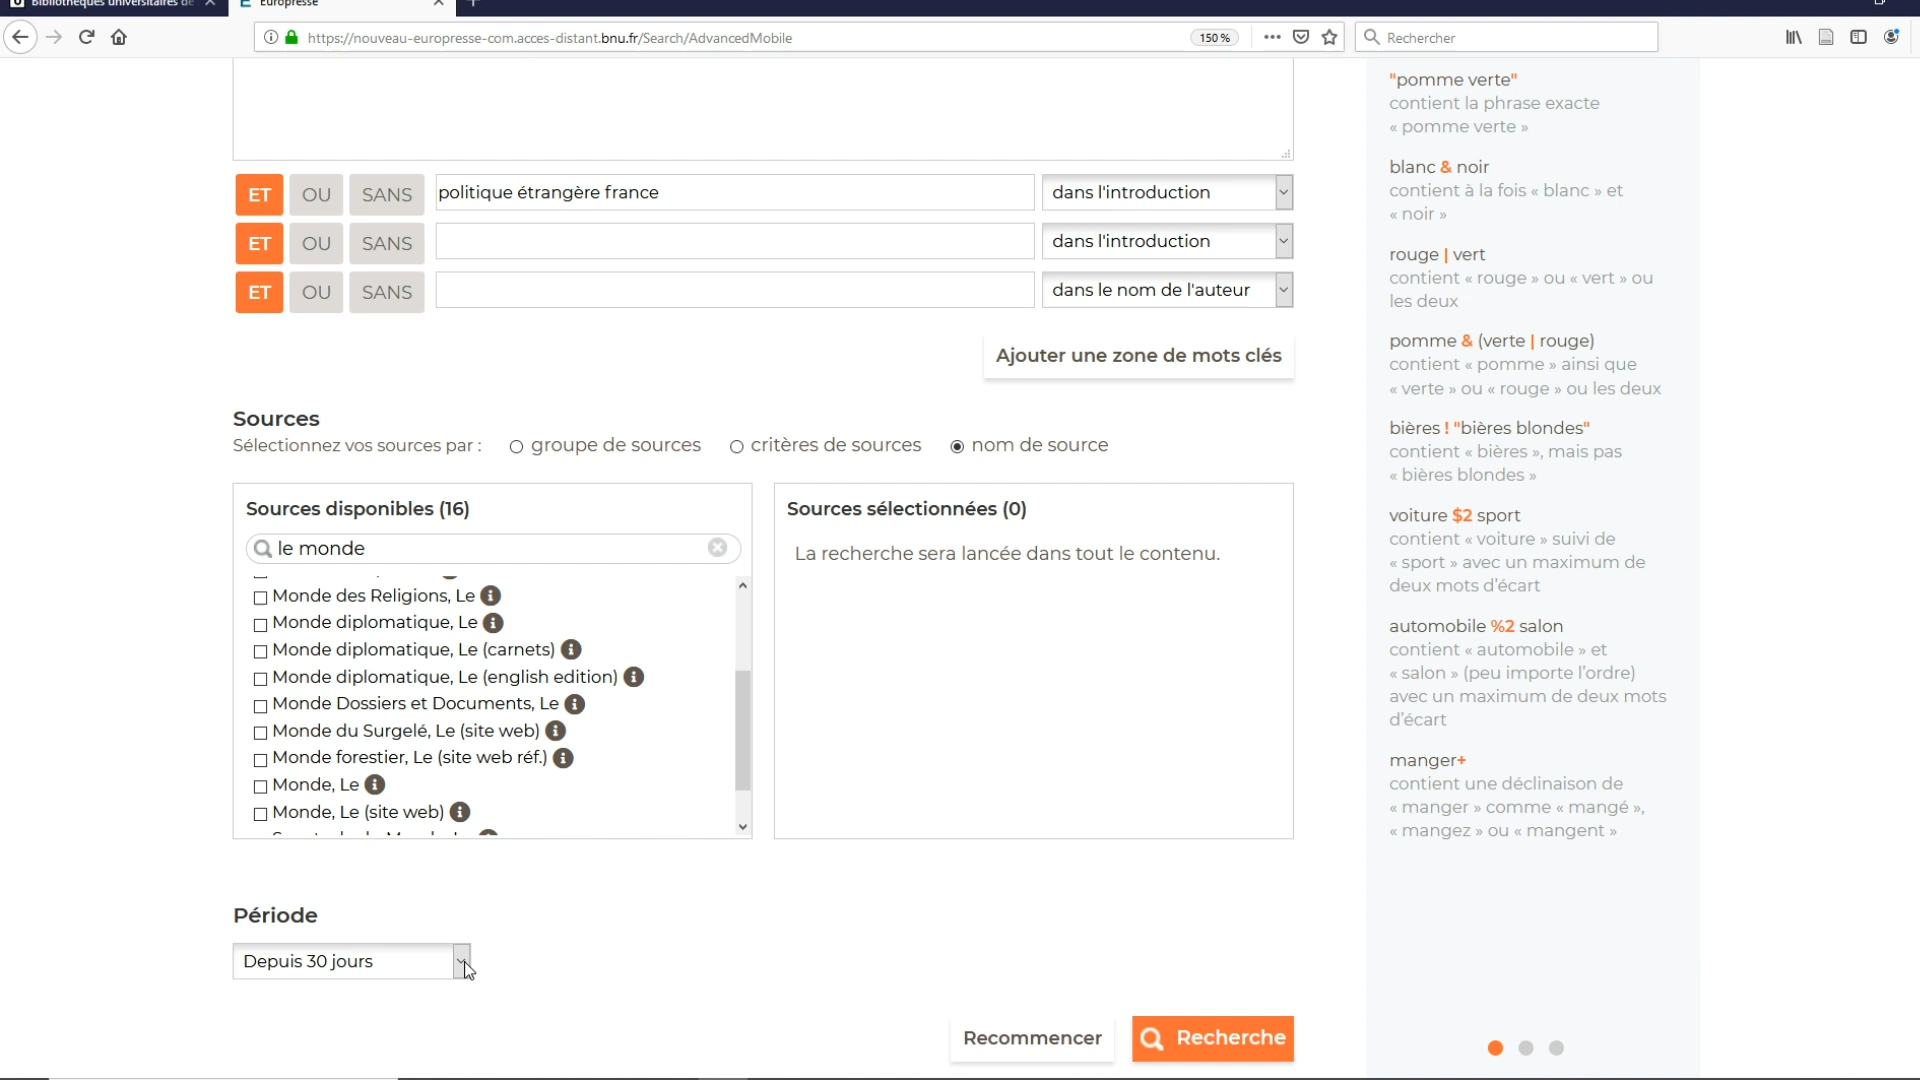 Bibliothèques universitaires de
Europresse
https://nouveau-europresse-com.acces-distant.bnu.fr/Search/AdvancedMobile
150 %
Rechercher
ET OU SANS politique étrangère france dans l'introduction
ET OU SANS dans l'introduction
ET OU SANS dans le nom de l'auteur
Ajouter une zone de mots clés
Sources
Sélectionnez vos sources par : groupe de sources critères de sources nom de source
Sources disponibles (16)
le monde
Monde des Religions, Le
Monde diplomatique, Le
Monde diplomatique, Le (carnets)
Monde diplomatique, Le (english edition)
Monde Dossiers et Documents, Le
Monde du Surgelé, Le (site web)
Monde forestier, Le (site web réf.)
Monde, Le
Monde, Le (site web)
Sources sélectionnées (0)
La recherche sera lancée dans tout le contenu.
Période
Depuis 30 jours
Recommencer
Recherche
"pomme verte"
contient la phrase exacte
« pomme verte »
blanc & noir
contient à la fois « blanc » et
« noir »
rouge | vert
contient « rouge » ou « vert » ou
les deux
pomme & (verte | rouge)
contient « pomme » ainsi que
« verte » ou « rouge » ou les deux
bières ! "bières blondes"
contient « bières », mais pas
« bières blondes »
voiture $2 sport
contient « voiture » suivi de
« sport » avec un maximum de
deux mots d'écart
automobile %2 salon
contient « automobile » et
« salon » (peu importe l'ordre)
avec un maximum de deux mots
d'écart
manger+
contient une déclinaison de
« manger » comme « mangé »,
« mangez » ou « mangent »